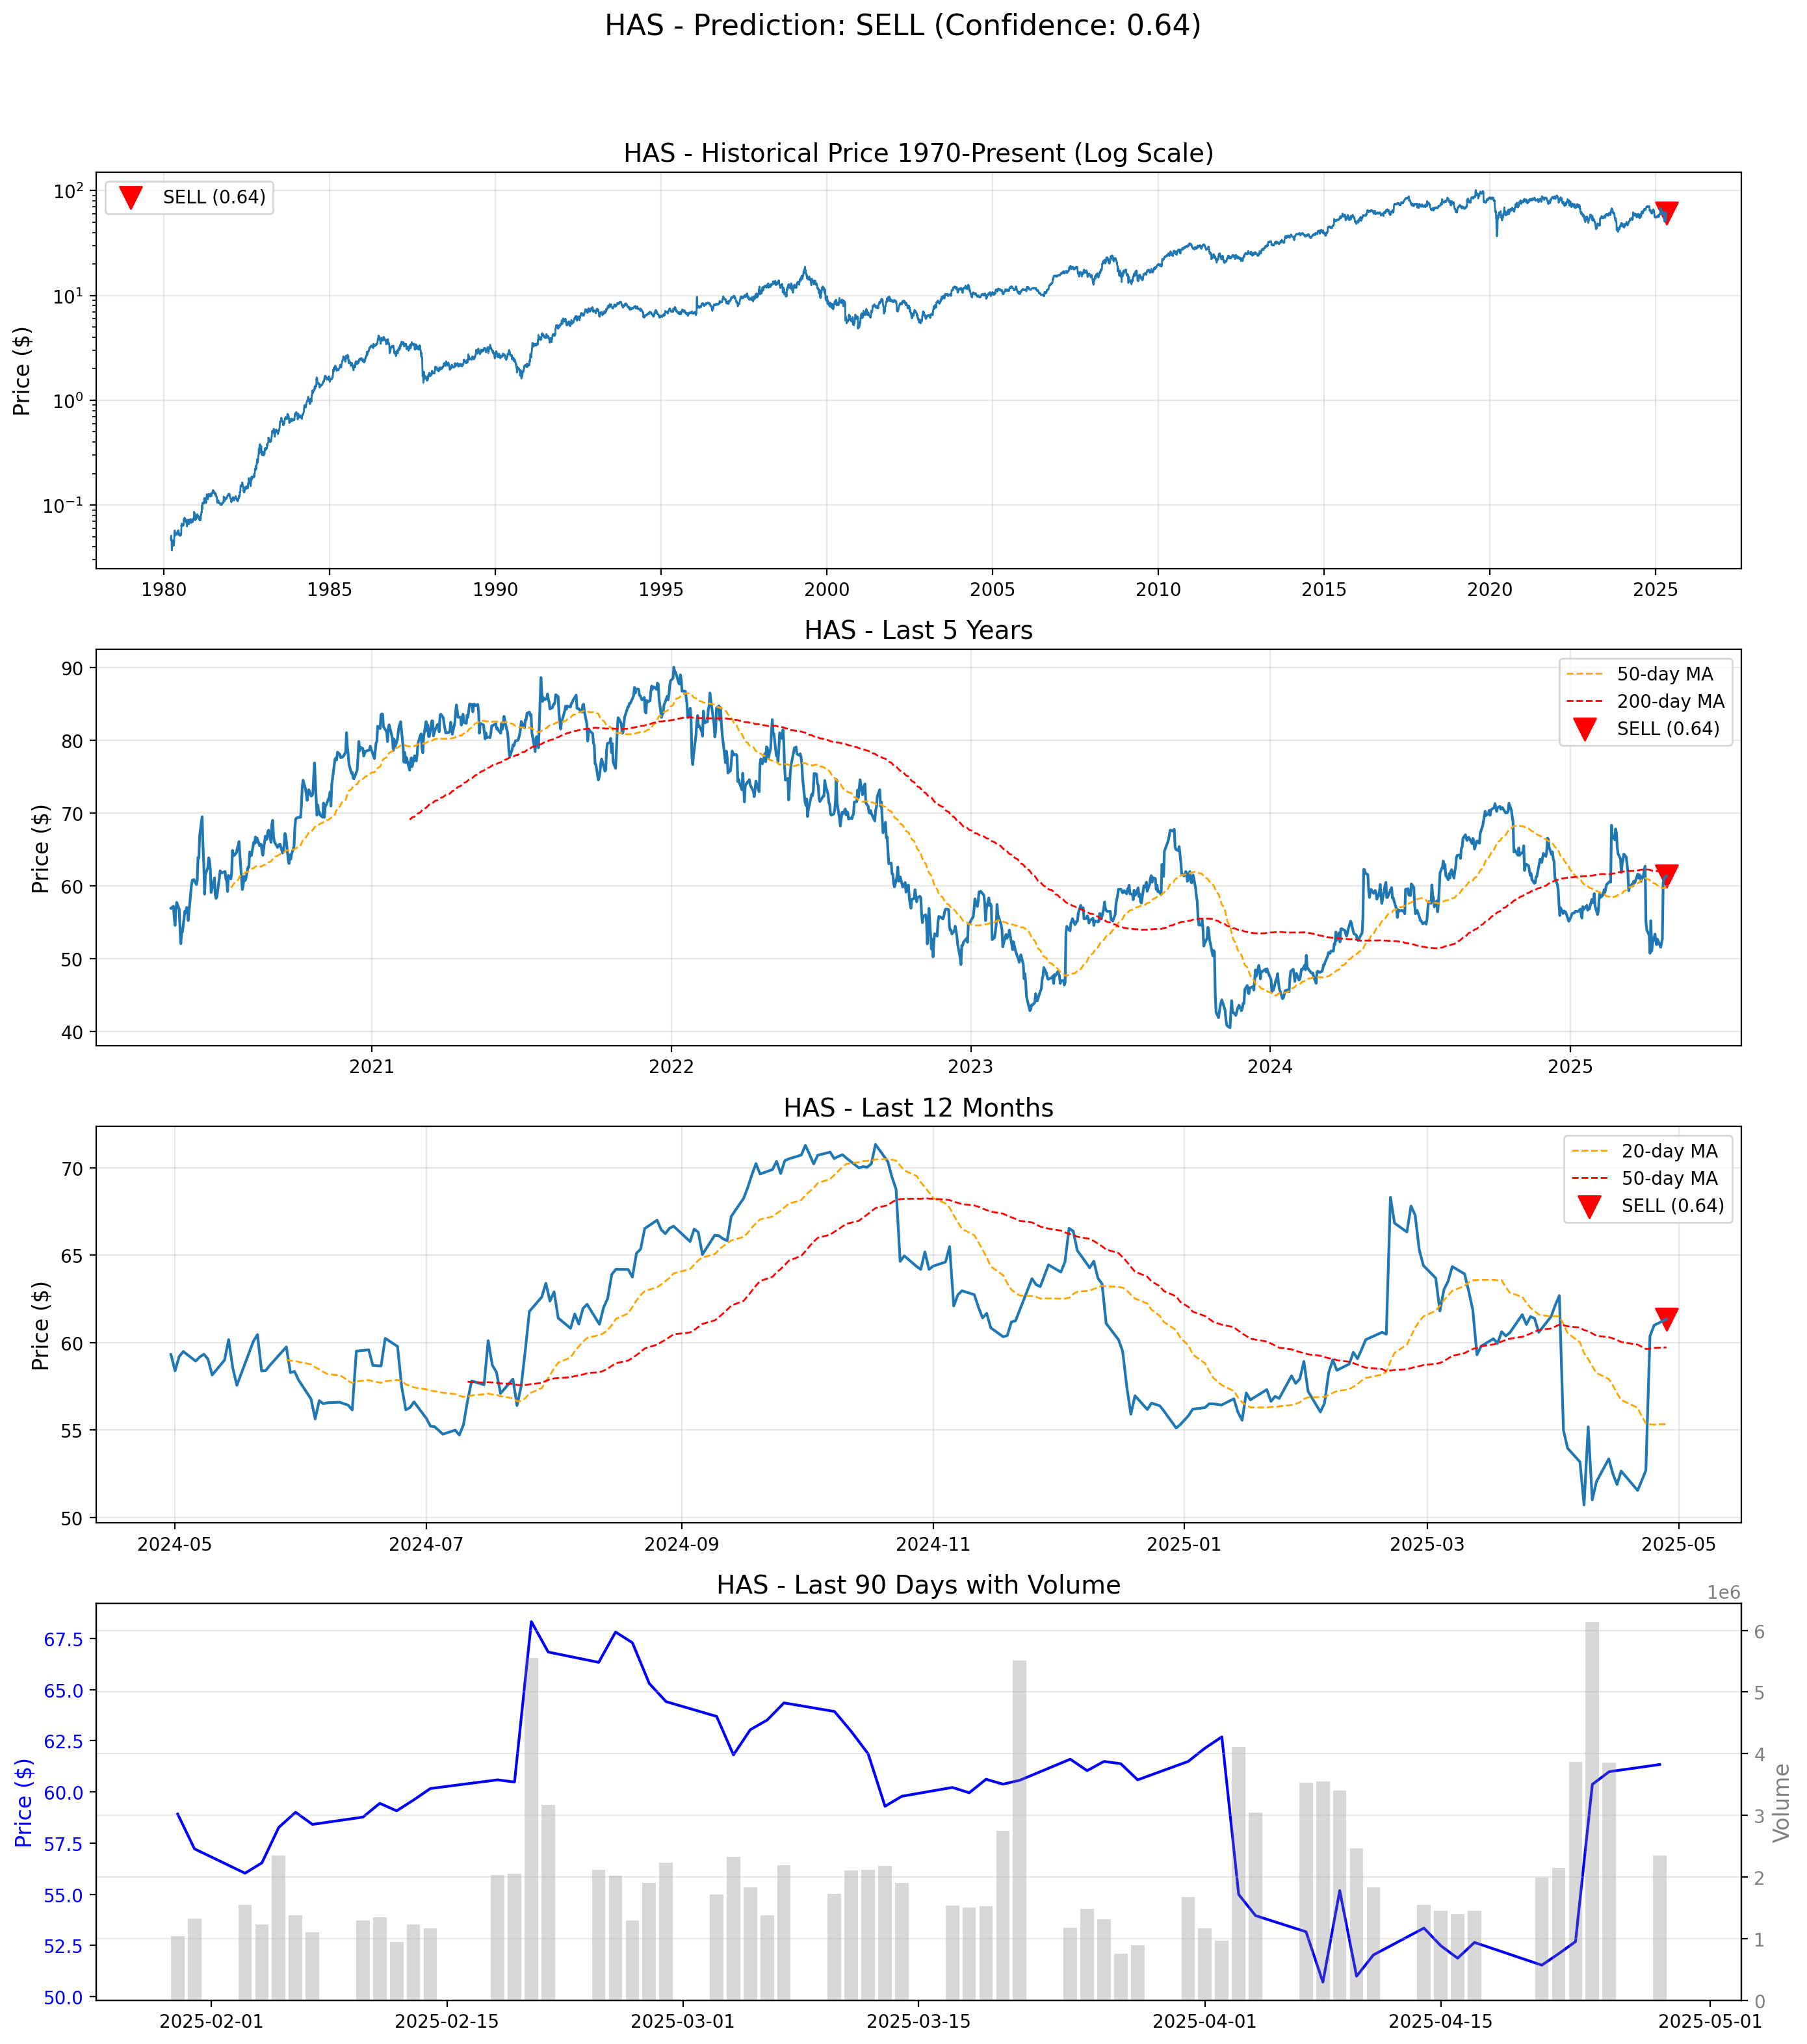 HAS - Prediction: SELL (Confidence: 0.64)
HAS - Historical Price 1970-Present (Log Scale)
SELL (0.64)
Price ($)
10²
10¹
10⁰
10⁻¹
1980 1985 1990 1995 2000 2005 2010 2015 2020 2025
HAS - Last 5 Years
50-day MA
200-day MA
SELL (0.64)
Price ($)
90
80
70
60
50
40
2021 2022 2023 2024 2025
HAS - Last 12 Months
20-day MA
50-day MA
SELL (0.64)
Price ($)
70
65
60
55
50
2024-05 2024-07 2024-09 2024-11 2025-01 2025-03 2025-05
HAS - Last 90 Days with Volume
1e6
Price ($)
67.5
65.0
62.5
60.0
57.5
55.0
52.5
50.0
6
5
4
3
2
1
0
Volume
2025-02-01 2025-02-15 2025-03-01 2025-03-15 2025-04-01 2025-04-15 2025-05-01